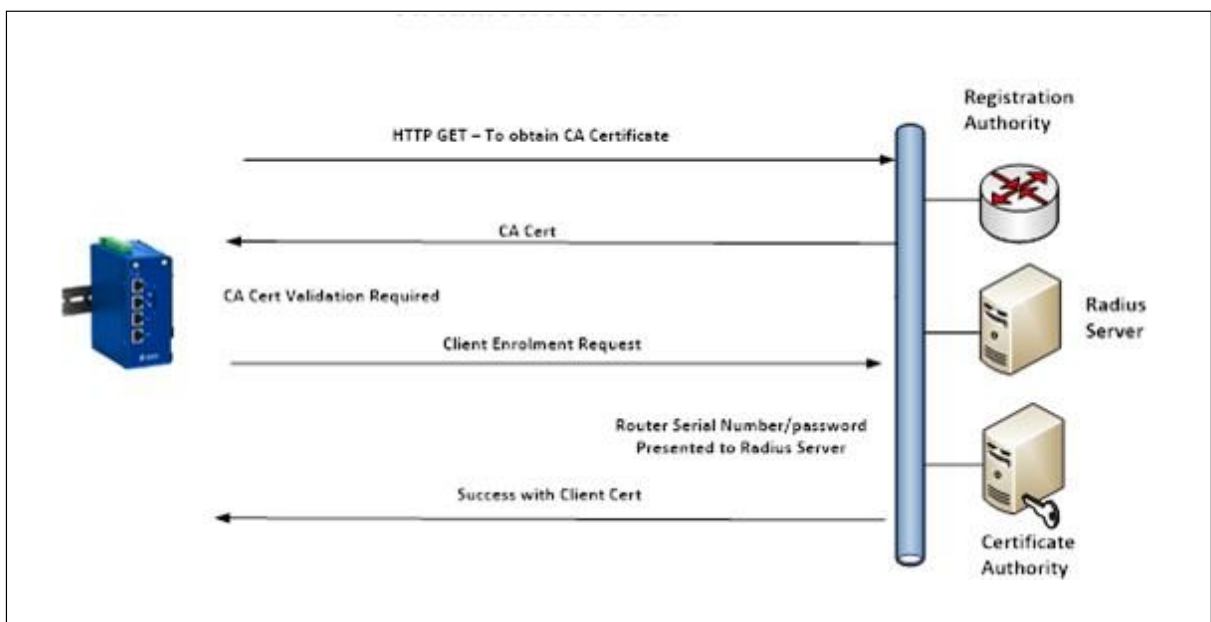 Registration
Authority
HTTP GET – To obtain CA Certificate
CA Cert
CA Cert Validation Required
Radius
Server
Client Enrolment Request
Router Serial Number/password
Presented to Radius Server
Success with Client Cert
Certificate
Authority